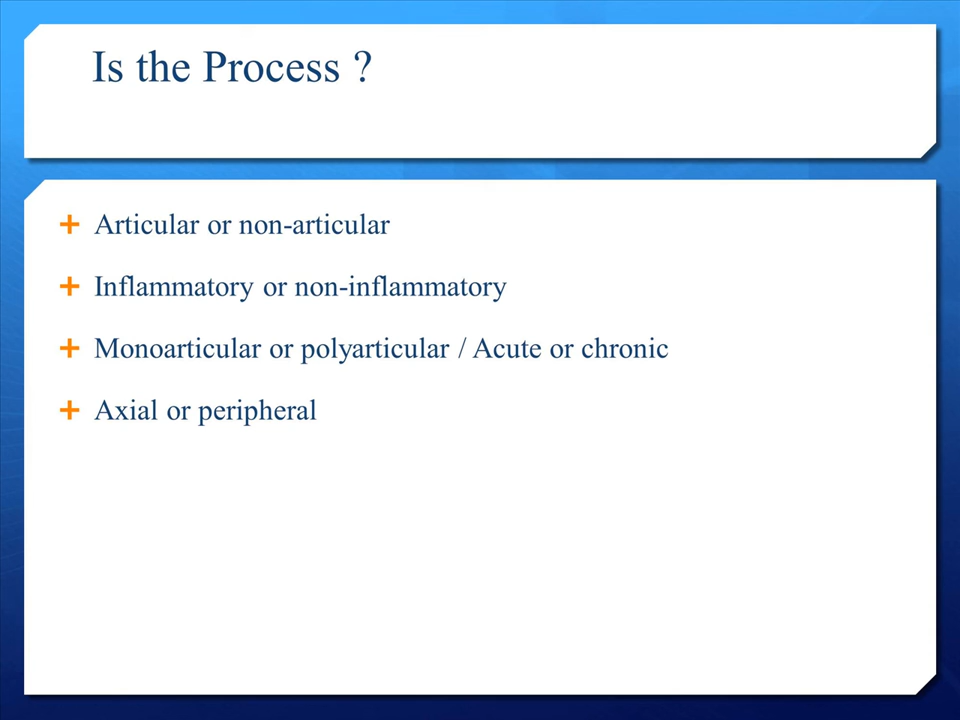 Is the Process ?
Articular or non-articular
Inflammatory or non-inflammatory
Monoarticular or polyarticular / Acute or chronic
Axial or peripheral